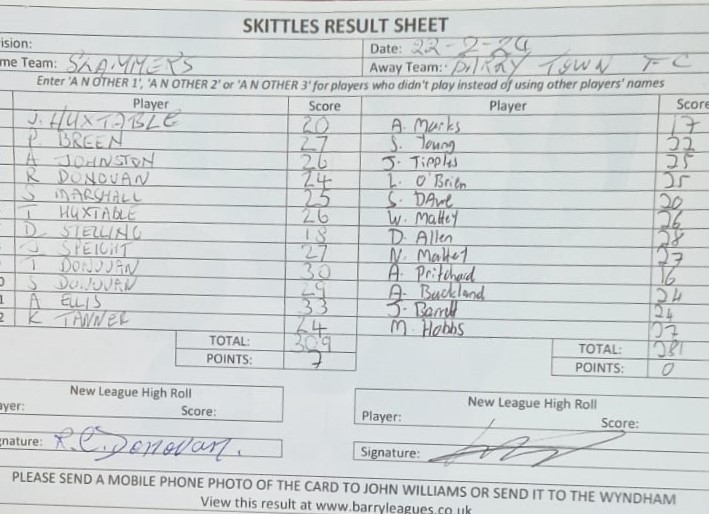 SKITTLES RESULT SHEET
ision:
Date: 22-2-24
me Team: SLAMMERS
Away Team: BARRY TOWN F C
Enter 'A N OTHER 1', 'A N OTHER 2' or 'A N OTHER 3' for players who didn't play instead of using other players' names
Player Score Player Score
J. HUXTABLE 20 A. Marks 17
P. BREEN 27 S. Young 22
A JOHNSTON 26 J. Tipples 25
R DONOVAN 24 L. O'Brien 25
S MARSHALL 25 S. DAve 20
T HUXTABLE 26 W. Mattey 26
D STELLING 18 D. Allen 28
J SPEIGHT 27 N. Mattey 27
T DONOVAN 30 A. Pritchard 16
0 S DONOVAN 29 A. Buckland 24
1 A ELLIS 33 J. Barrett 24
2 K TANNER 24 M. Hobbs 27
TOTAL: 309 TOTAL: 281
POINTS: 7 POINTS: 0
New League High Roll New League High Roll
ayer: Score: Player: Score:
gnature: R.C. Donovan. Signature:
PLEASE SEND A MOBILE PHONE PHOTO OF THE CARD TO JOHN WILLIAMS OR SEND IT TO THE WYNDHAM
View this result at www.barryleagues.co.uk